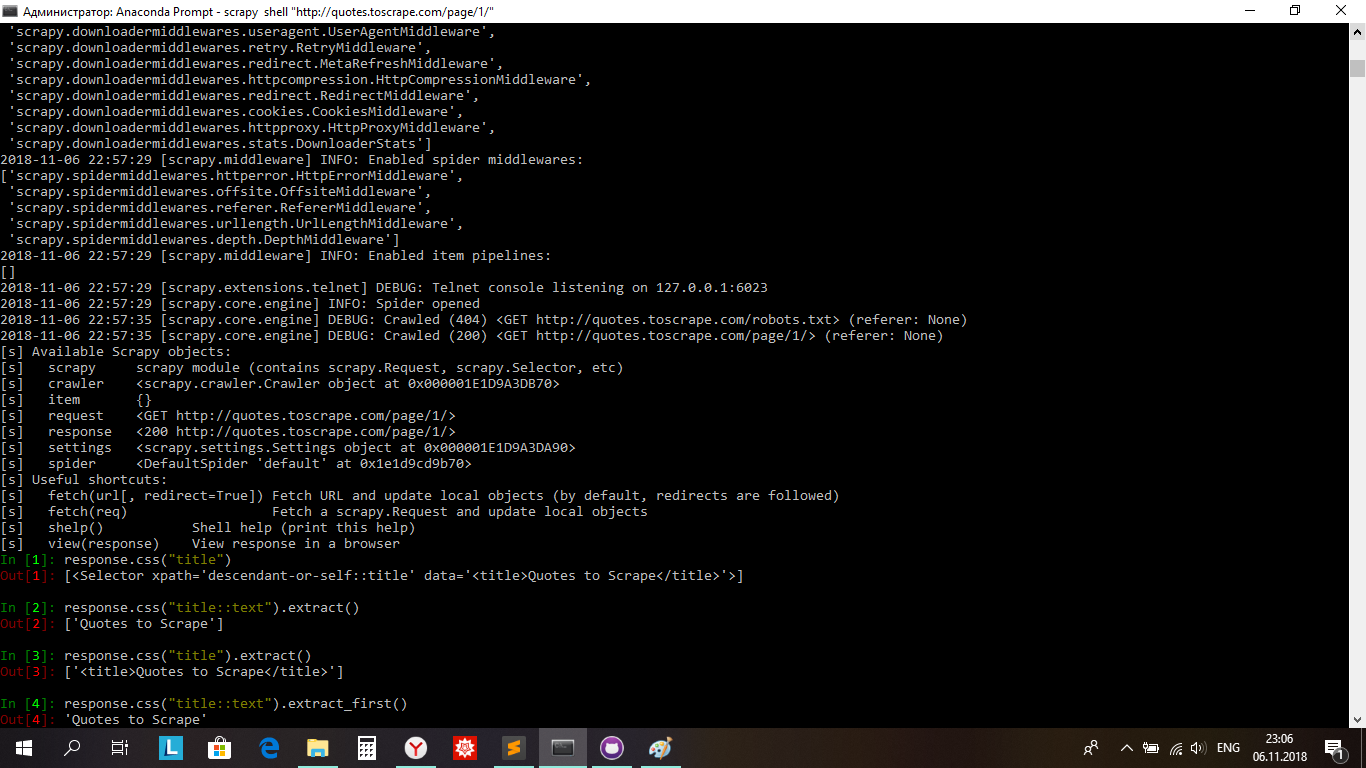 Администратор: Anaconda Prompt - scrapy  shell "http://quotes.toscrape.com/page/1/"
 'scrapy.downloadermiddlewares.useragent.UserAgentMiddleware',
 'scrapy.downloadermiddlewares.retry.RetryMiddleware',
 'scrapy.downloadermiddlewares.redirect.MetaRefreshMiddleware',
 'scrapy.downloadermiddlewares.httpcompression.HttpCompressionMiddleware',
 'scrapy.downloadermiddlewares.redirect.RedirectMiddleware',
 'scrapy.downloadermiddlewares.cookies.CookiesMiddleware',
 'scrapy.downloadermiddlewares.httpproxy.HttpProxyMiddleware',
 'scrapy.downloadermiddlewares.stats.DownloaderStats']
2018-11-06 22:57:29 [scrapy.middleware] INFO: Enabled spider middlewares:
['scrapy.spidermiddlewares.httperror.HttpErrorMiddleware',
 'scrapy.spidermiddlewares.offsite.OffsiteMiddleware',
 'scrapy.spidermiddlewares.referer.RefererMiddleware',
 'scrapy.spidermiddlewares.urllength.UrlLengthMiddleware',
 'scrapy.spidermiddlewares.depth.DepthMiddleware']
2018-11-06 22:57:29 [scrapy.middleware] INFO: Enabled item pipelines:
[]
2018-11-06 22:57:29 [scrapy.extensions.telnet] DEBUG: Telnet console listening on 127.0.0.1:6023
2018-11-06 22:57:29 [scrapy.core.engine] INFO: Spider opened
2018-11-06 22:57:35 [scrapy.core.engine] DEBUG: Crawled (404) <GET http://quotes.toscrape.com/robots.txt> (referer: None)
2018-11-06 22:57:35 [scrapy.core.engine] DEBUG: Crawled (200) <GET http://quotes.toscrape.com/page/1/> (referer: None)
[s] Available Scrapy objects:
[s]   scrapy     scrapy module (contains scrapy.Request, scrapy.Selector, etc)
[s]   crawler    <scrapy.crawler.Crawler object at 0x000001E1D9A3DB70>
[s]   item       {}
[s]   request    <GET http://quotes.toscrape.com/page/1/>
[s]   response   <200 http://quotes.toscrape.com/page/1/>
[s]   settings   <scrapy.settings.Settings object at 0x000001E1D9A3DA90>
[s]   spider     <DefaultSpider 'default' at 0x1e1d9cd9b70>
[s] Useful shortcuts:
[s]   fetch(url[, redirect=True]) Fetch URL and update local objects (by default, redirects are followed)
[s]   fetch(req)                  Fetch a scrapy.Request and update local objects
[s]   shelp()           Shell help (print this help)
[s]   view(response)    View response in a browser
In [1]: response.css("title")
Out[1]: [<Selector xpath='descendant-or-self::title' data='<title>Quotes to Scrape</title>'>]
In [2]: response.css("title::text").extract()
Out[2]: ['Quotes to Scrape']
In [3]: response.css("title").extract()
Out[3]: ['<title>Quotes to Scrape</title>']
In [4]: response.css("title::text").extract_first()
Out[4]: 'Quotes to Scrape'
L
Y
ENG
23:06
06.11.2018
1